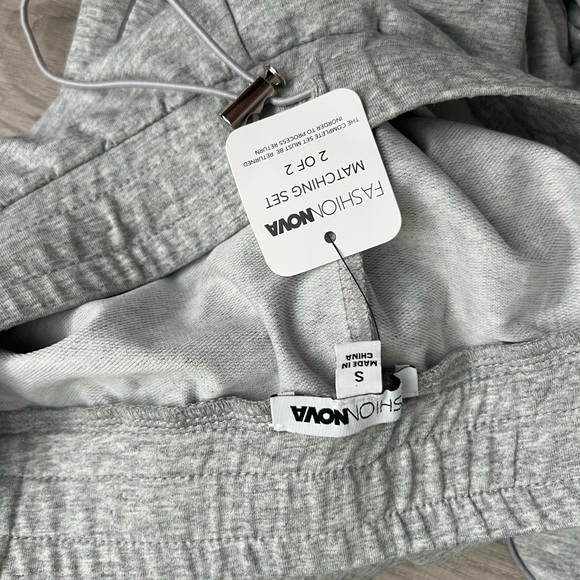 FASHIONNOVA
MATCHING SET
2 OF 2
THE COMPLETE SET MUST BE RETURNED
INORDER TO PROCESS RETURN
S
MADE IN
CHINA
FASHIONNOVA